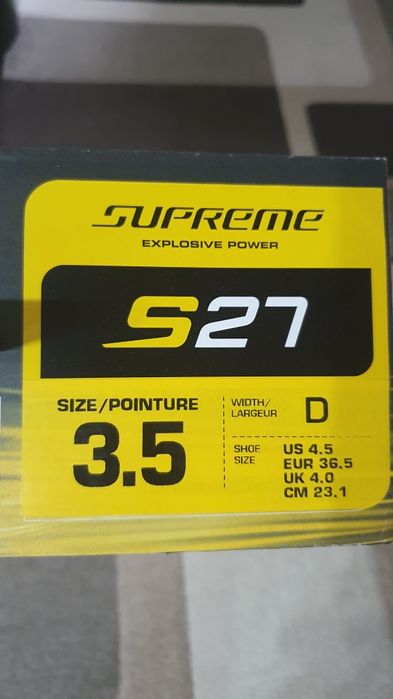 SUPREME
EXPLOSIVE POWER
S27
SIZE/POINTURE
3.5
WIDTH/
LARGEUR
D
SHOE
SIZE
US 4.5
EUR 36.5
UK 4.0
CM 23.1